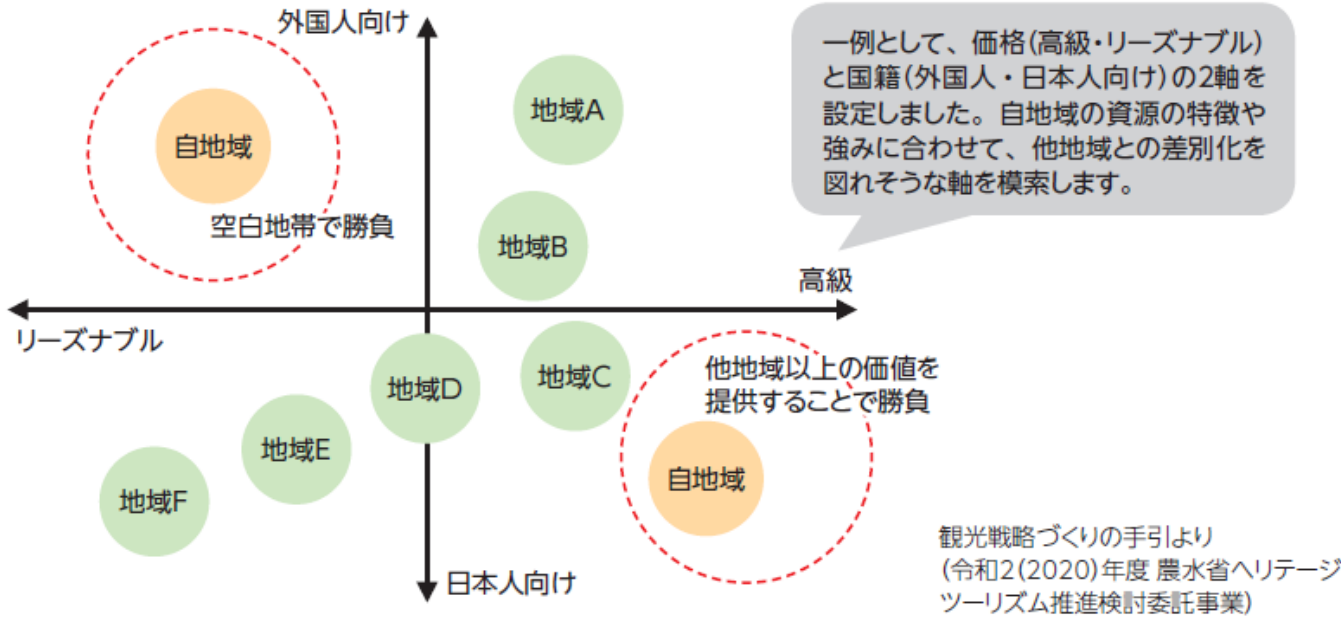 外国人向け
一例として、価格(高級・リーズナブル)
と国籍(外国人・日本人向け)の2軸を
設定しました。自地域の資源の特徴や
強みに合わせて、他地域との差別化を
図れそうな軸を模索します。
地域A
自地域
空白地帯で勝負
地域B
高級
リーズナブル
地域D
地域C
他地域以上の価値を
提供することで勝負
地域E
自地域
地域F
観光戦略づくりの手引より
(令和2(2020)年度 農水省ヘリテージ
ツーリズム推進検討委託事業)
日本人向け